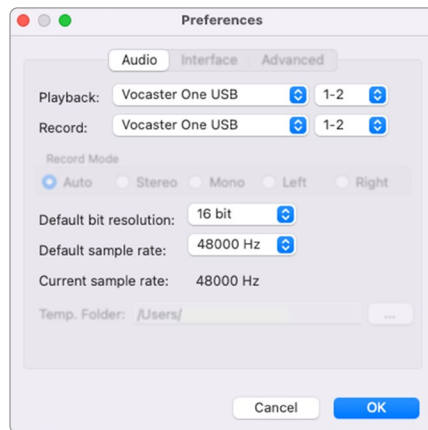 Preferences
Audio Interface Advanced
Playback: Vocaster One USB 1-2
Record: Vocaster One USB 1-2
Record Mode
Auto Stereo Mono Left Right
Default bit resolution: 16 bit
Default sample rate: 48000 Hz
Current sample rate: 48000 Hz
Temp. Folder: /Users/ ...
Cancel OK